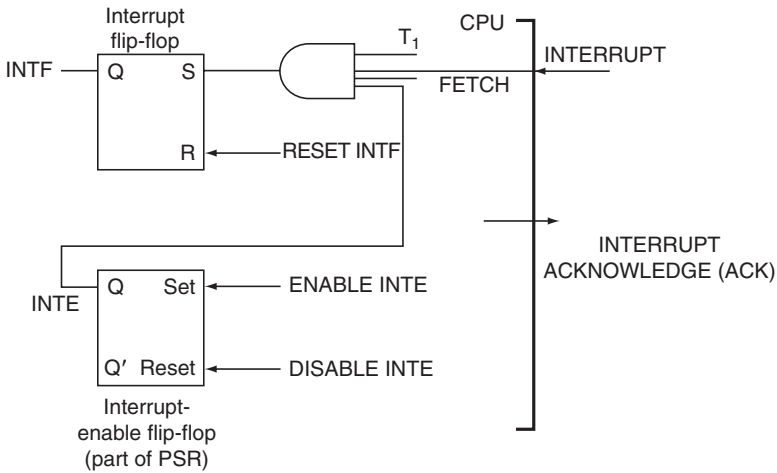 Interrupt
flip-flop
INTF
Q
S
R
T1
CPU
INTERRUPT
FETCH
RESET INTF
INTERRUPT
ACKNOWLEDGE (ACK)
INTE
Q
Set
ENABLE INTE
Q′
Reset
DISABLE INTE
Interrupt-
enable flip-flop
(part of PSR)